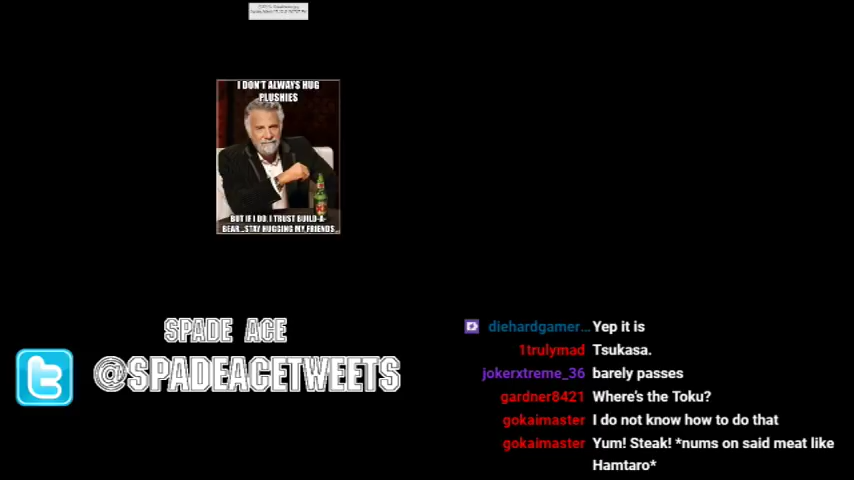 I DON'T ALWAYS HUG
PLUSHIES
BUT IF I DO, I TRUST BUILD-A-
BEAR...STAY HUGGING MY FRIENDS...
SPADE ACE
@SPADEACETWEETS
diehardgamer... Yep it is
1trulymad Tsukasa.
jokerxtreme_36 barely passes
gardner8421 Where's the Toku?
gokaimaster I do not know how to do that
gokaimaster Yum! Steak! *nums on said meat like
Hamtaro*